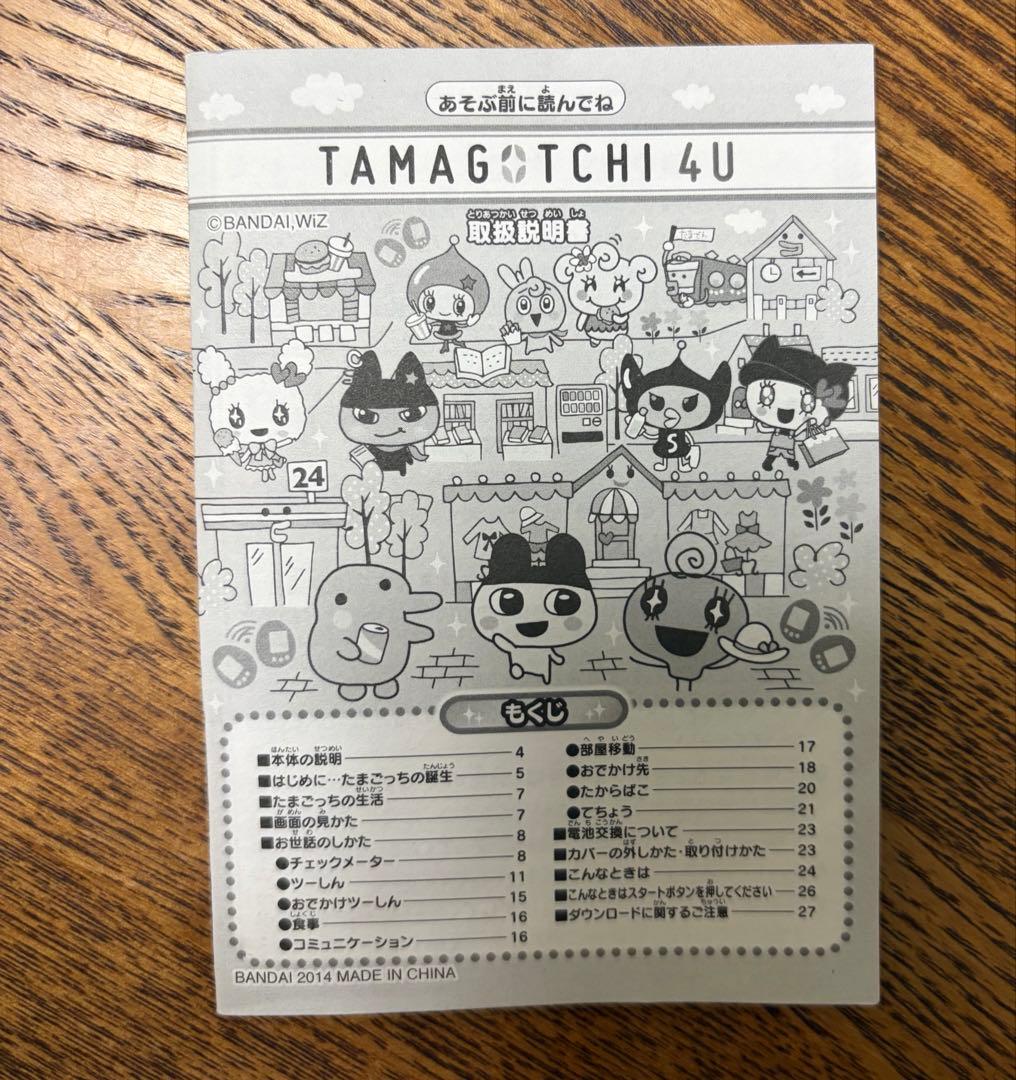 あそぶ前に読んでね
TAMAGOTCHI 4U
©BANDAI,WiZ
取扱説明書
24
S
もくじ
■本体の説明 4
■はじめに…たまごっちの誕生 5
■たまごっちの生活 7
■画面の見かた 7
■お世話のしかた 8
●チェックメーター 8
●ツーしん 11
●おでかけツーしん 15
●食事 16
●コミュニケーション 16
●部屋移動 17
●おでかけ先 18
●たからばこ 20
●てちょう 21
■電池交換について 23
■カバーの外しかた・取り付けかた 23
■こんなときは 24
■こんなときはスタートボタンを押してください 26
■ダウンロードに関するご注意 27
BANDAI 2014 MADE IN CHINA